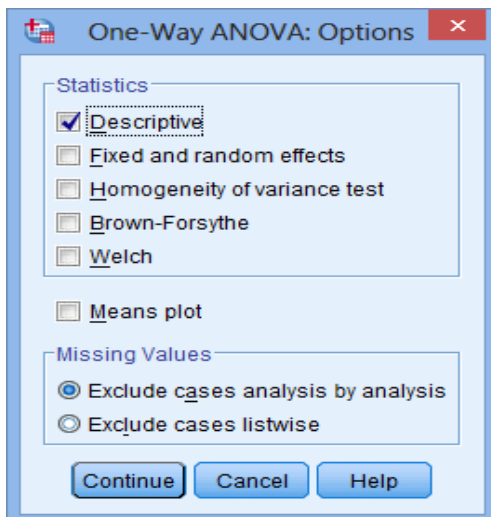 One-Way ANOVA: Options
Statistics
Descriptive
Fixed and random effects
Homogeneity of variance test
Brown-Forsythe
Welch
Means plot
Missing Values
Exclude cases analysis by analysis
Exclude cases listwise
Continue Cancel Help